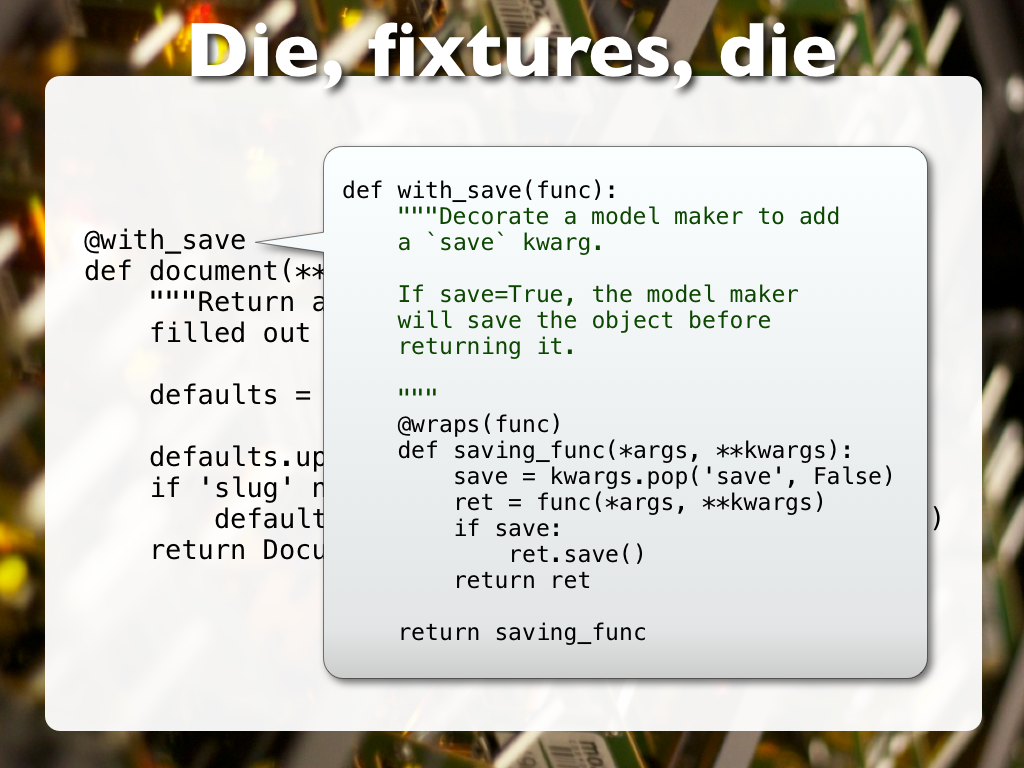 Die, fixtures, die
@with_save
def document(**
"""Return a
filled out
defaults =
defaults.up
if 'slug' n
default
)
return Docu
def with_save(func):
"""Decorate a model maker to add
a `save` kwarg.
If save=True, the model maker
will save the object before
returning it.
"""
@wraps(func)
def saving_func(*args, **kwargs):
save = kwargs.pop('save', False)
ret = func(*args, **kwargs)
if save:
ret.save()
return ret
return saving_func